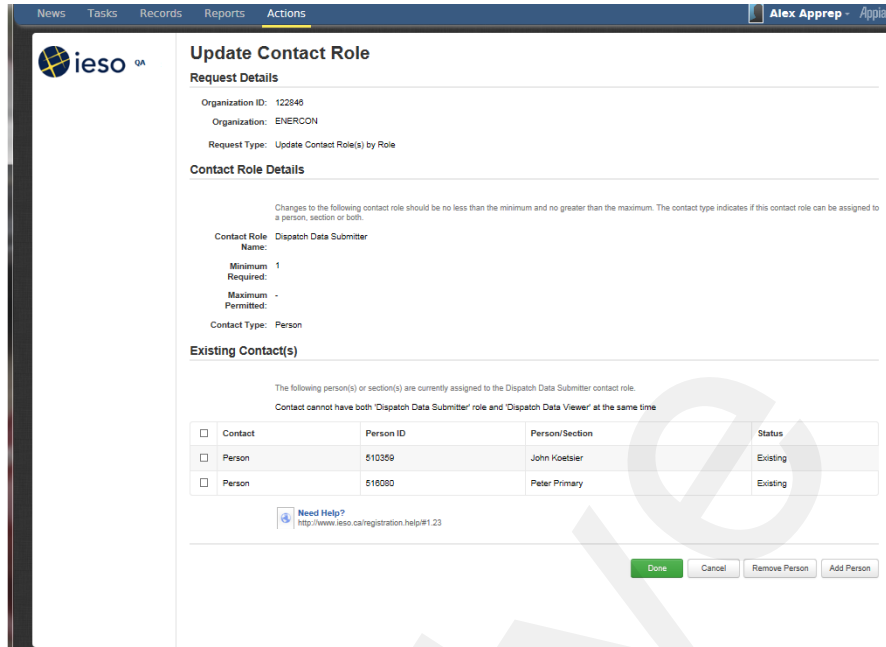 News Tasks Records Reports Actions Alex Apprep
ieso QA
Update Contact Role
Request Details
Organization ID: 122846
Organization: ENERCON
Request Type: Update Contact Role(s) by Role
Contact Role Details
Changes to the following contact role should be no less than the minimum and no greater than the maximum. The contact type indicates if this contact role can be assigned to
a person, section or both.
Contact Role Dispatch Data Submitter
Name:
Minimum 1
Required:
Maximum -
Permitted:
Contact Type: Person
Existing Contact(s)
The following person(s) or section(s) are currently assigned to the Dispatch Data Submitter contact role.
Contact cannot have both 'Dispatch Data Submitter' role and 'Dispatch Data Viewer' at the same time
Contact Person ID Person/Section Status
Person 510359 John Koetsier Existing
Person 516080 Peter Primary Existing
Need Help?
http://www.ieso.ca/registration.help/#1.23
Done Cancel Remove Person Add Person